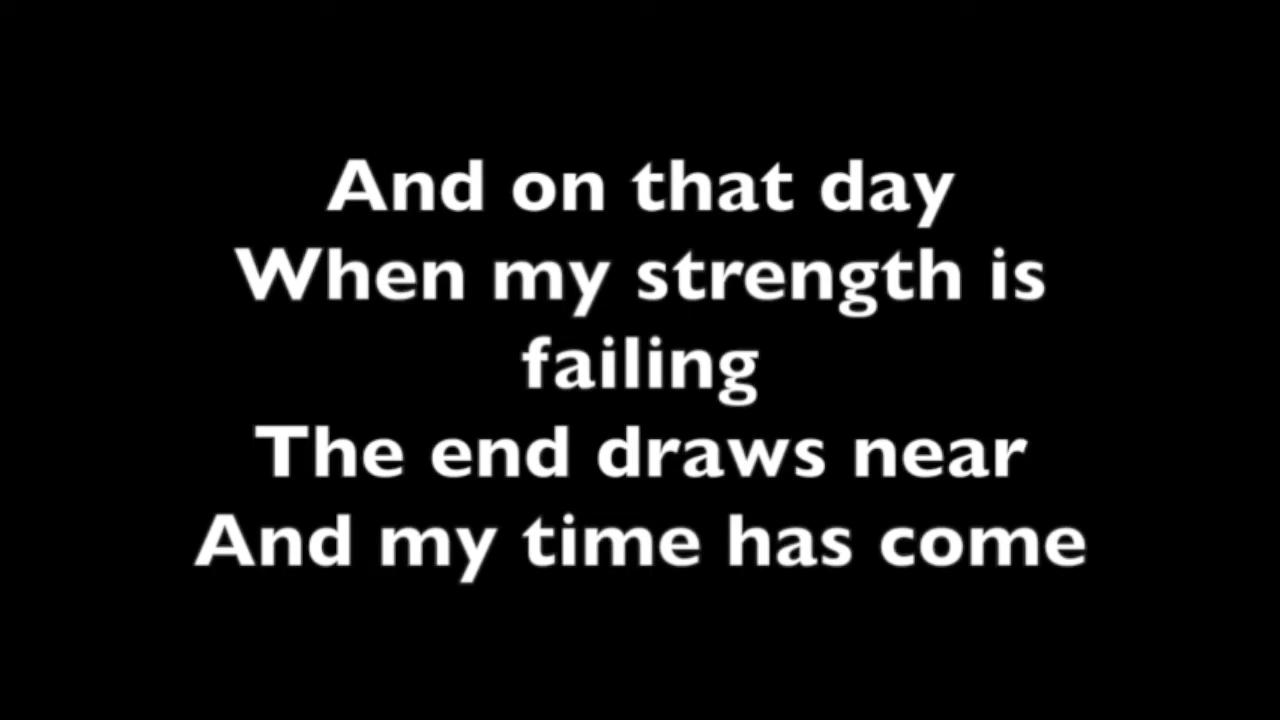 And on that day
When my strength is
failing
The end draws near
And my time has come